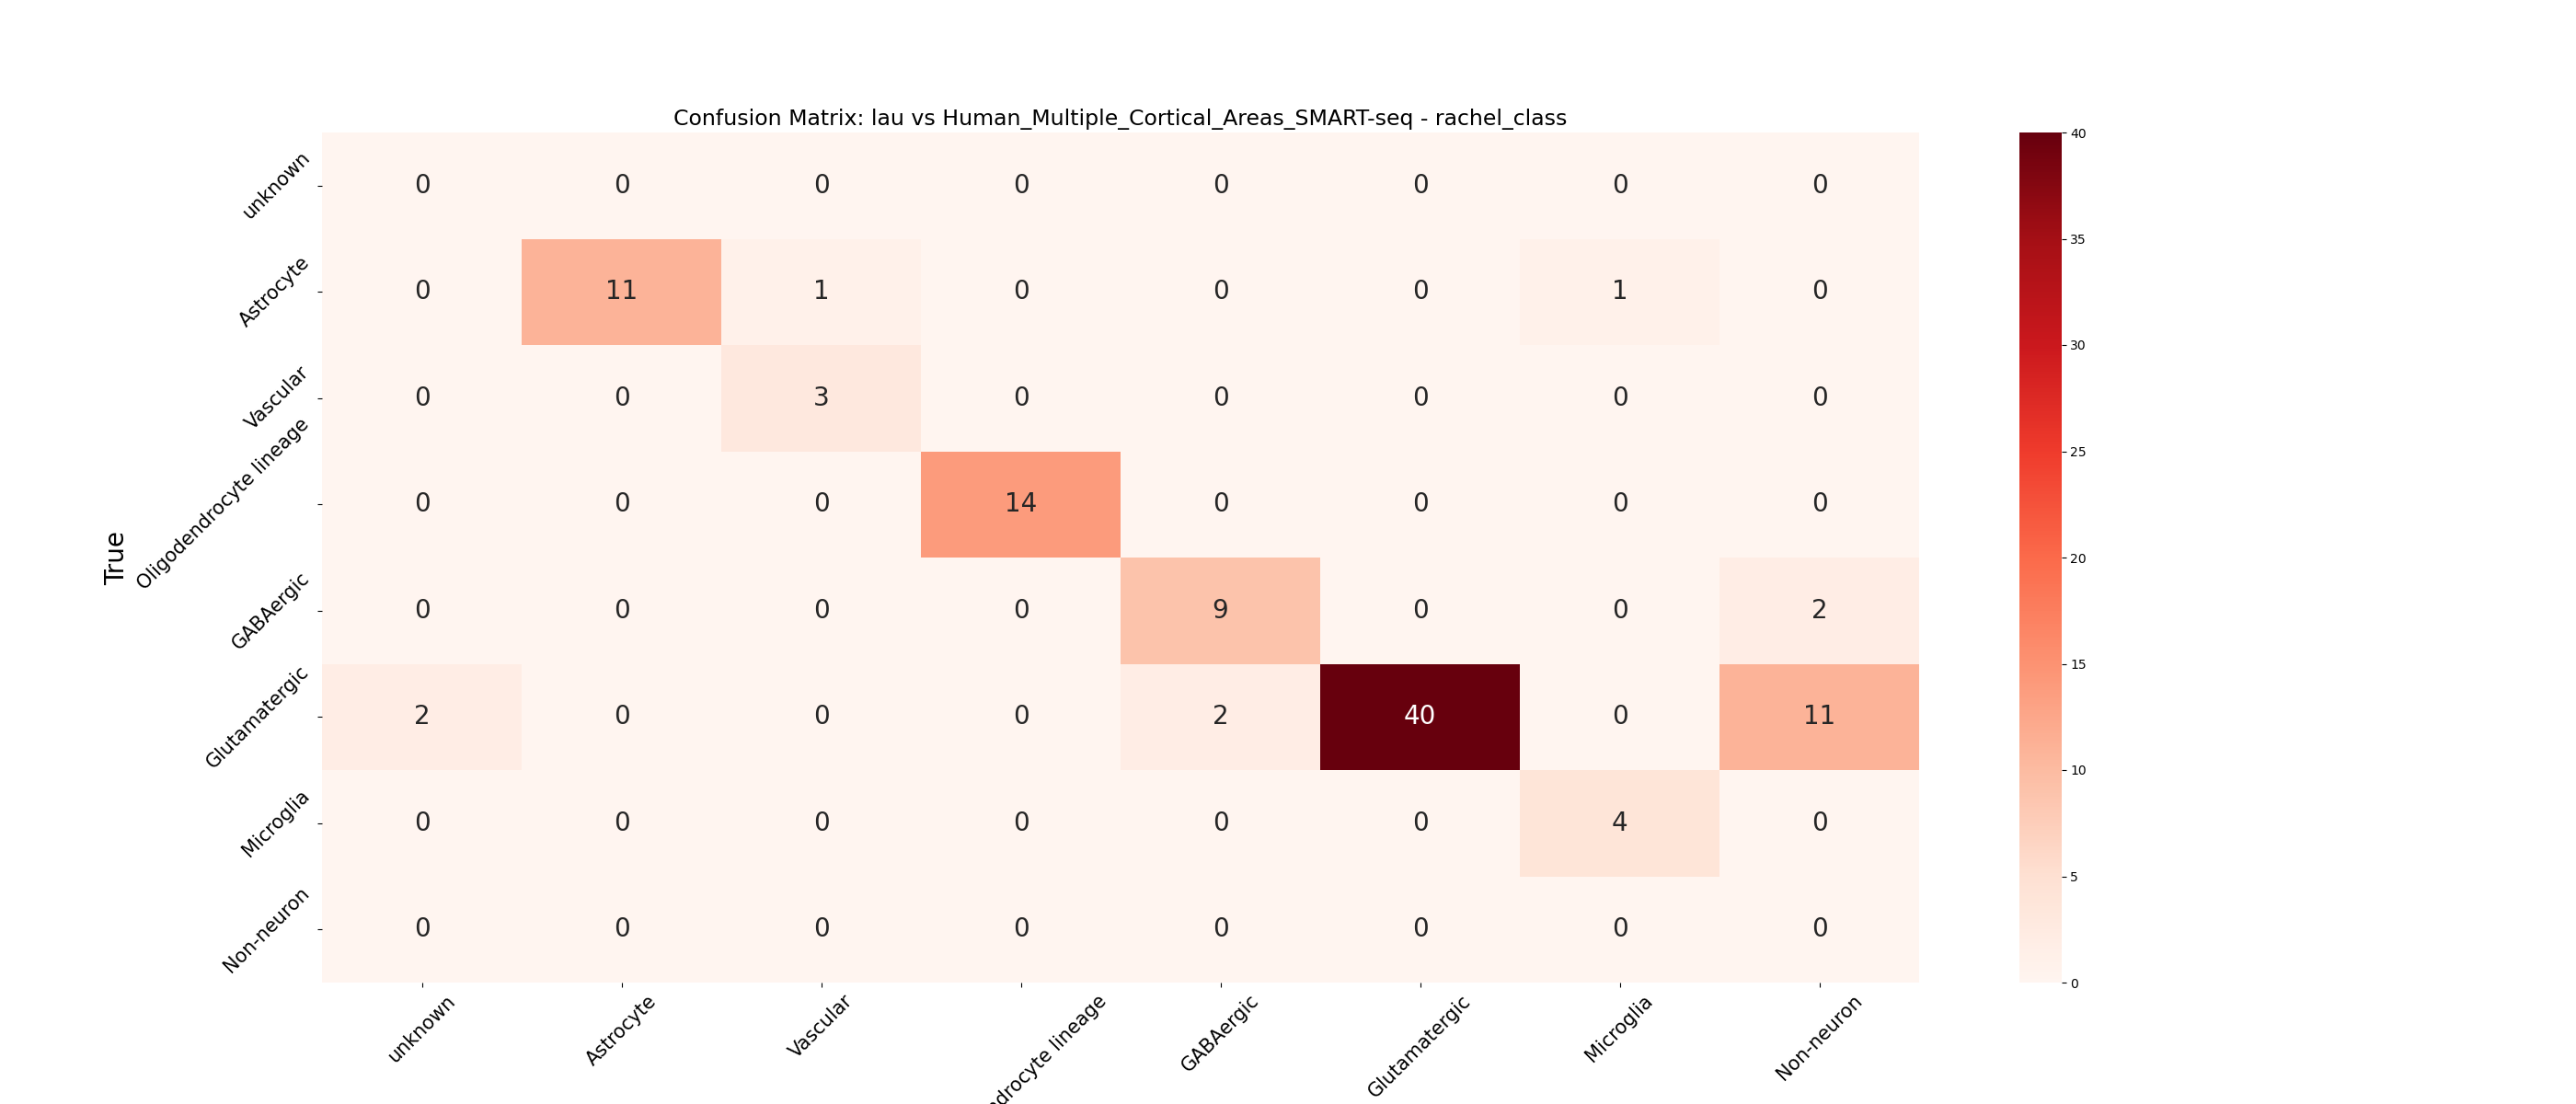 Confusion Matrix: lau vs Human_Multiple_Cortical_Areas_SMART-seq - rachel_class
True
unknown 0 0 0 0 0 0 0 0
Astrocyte 0 11 1 0 0 0 1 0
Vascular 0 0 3 0 0 0 0 0
Oligodendrocyte lineage 0 0 0 14 0 0 0 0
GABAergic 0 0 0 0 9 0 0 2
Glutamatergic 2 0 0 0 2 40 0 11
Microglia 0 0 0 0 0 0 4 0
Non-neuron 0 0 0 0 0 0 0 0
unknown Astrocyte Vascular lineage GABAergic Glutamatergic Microglia Non-neuron
40
35
30
25
20
15
10
5
0